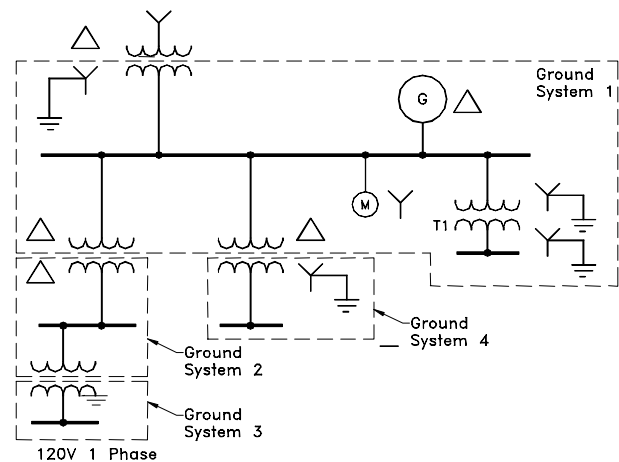 Ground
System 1
G
M
T1
Ground
System 4
Ground
System 2
Ground
System 3
120V 1 Phase